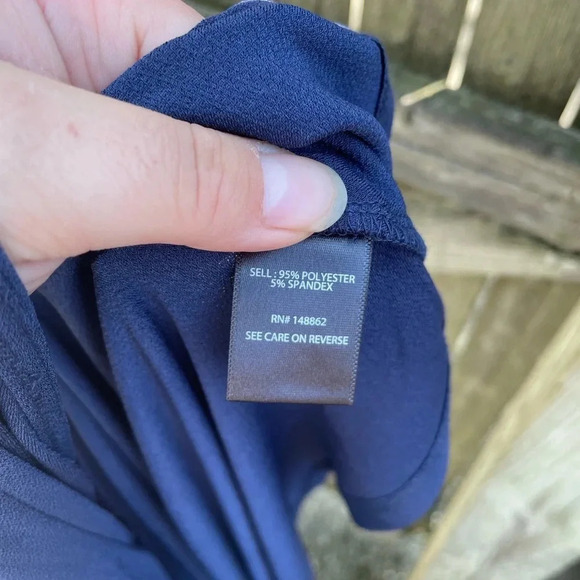 SELL : 95% POLYESTER
5% SPANDEX
RN# 148862
SEE CARE ON REVERSE